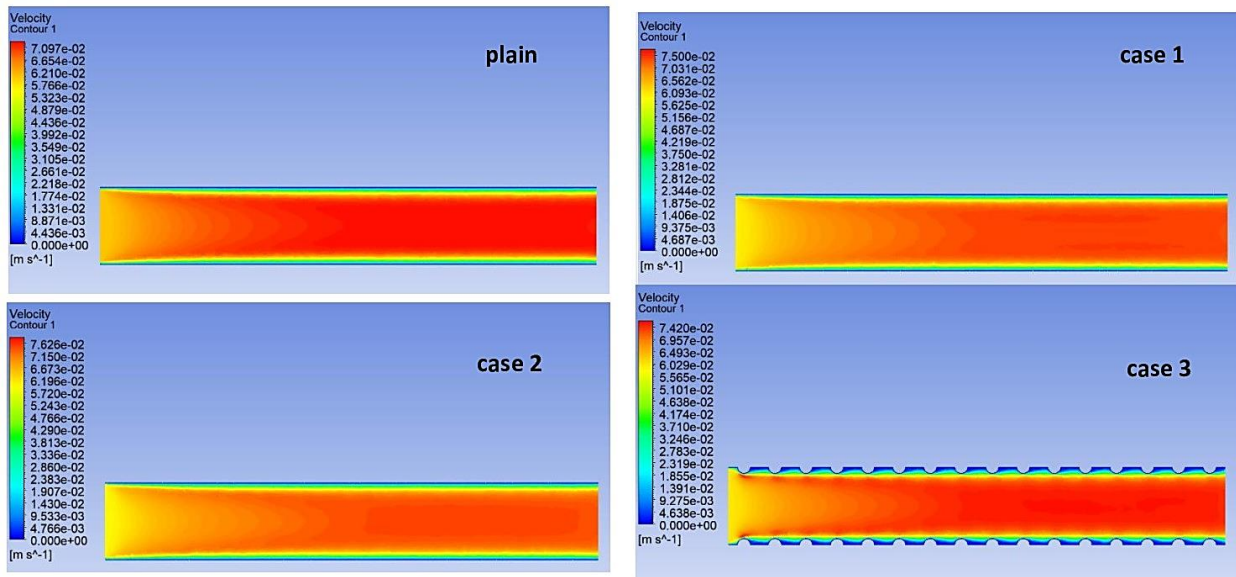 Velocity
Contour 1
7.097e-02
6.654e-02
6.210e-02
5.766e-02
5.323e-02
4.879e-02
4.436e-02
3.992e-02
3.549e-02
3.105e-02
2.661e-02
2.218e-02
1.774e-02
1.331e-02
8.871e-03
4.436e-03
0.000e+00
[m s^-1]
plain
Velocity
Contour 1
7.500e-02
7.031e-02
6.562e-02
6.093e-02
5.625e-02
5.156e-02
4.687e-02
4.219e-02
3.750e-02
3.281e-02
2.812e-02
2.344e-02
1.875e-02
1.406e-02
9.375e-03
4.687e-03
0.000e+00
[m s^-1]
case 1
Velocity
Contour 1
7.626e-02
7.150e-02
6.673e-02
6.196e-02
5.720e-02
5.243e-02
4.766e-02
4.290e-02
3.813e-02
3.336e-02
2.860e-02
2.383e-02
1.907e-02
1.430e-02
9.533e-03
4.766e-03
0.000e+00
[m s^-1]
case 2
Velocity
Contour 1
7.420e-02
6.957e-02
6.493e-02
6.029e-02
5.565e-02
5.101e-02
4.638e-02
4.174e-02
3.710e-02
3.246e-02
2.783e-02
2.319e-02
1.855e-02
1.391e-02
9.275e-03
4.638e-03
0.000e+00
[m s^-1]
case 3